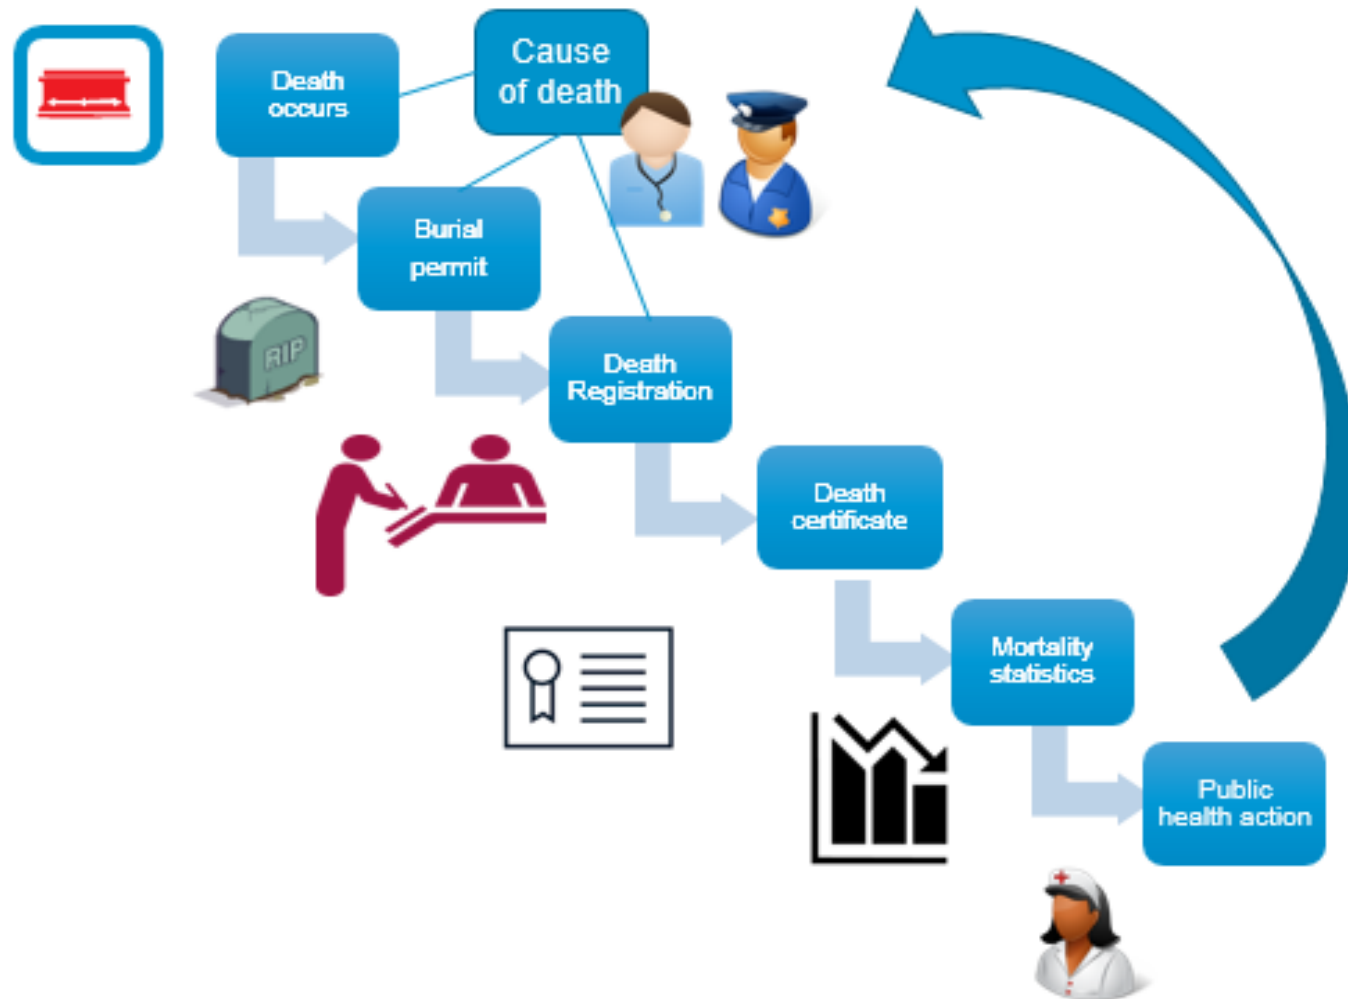 Death
occurs
Cause
of death
Burial
permit
RIP
Death
Registration
Death
certificate
Mortality
statistics
Public
health action